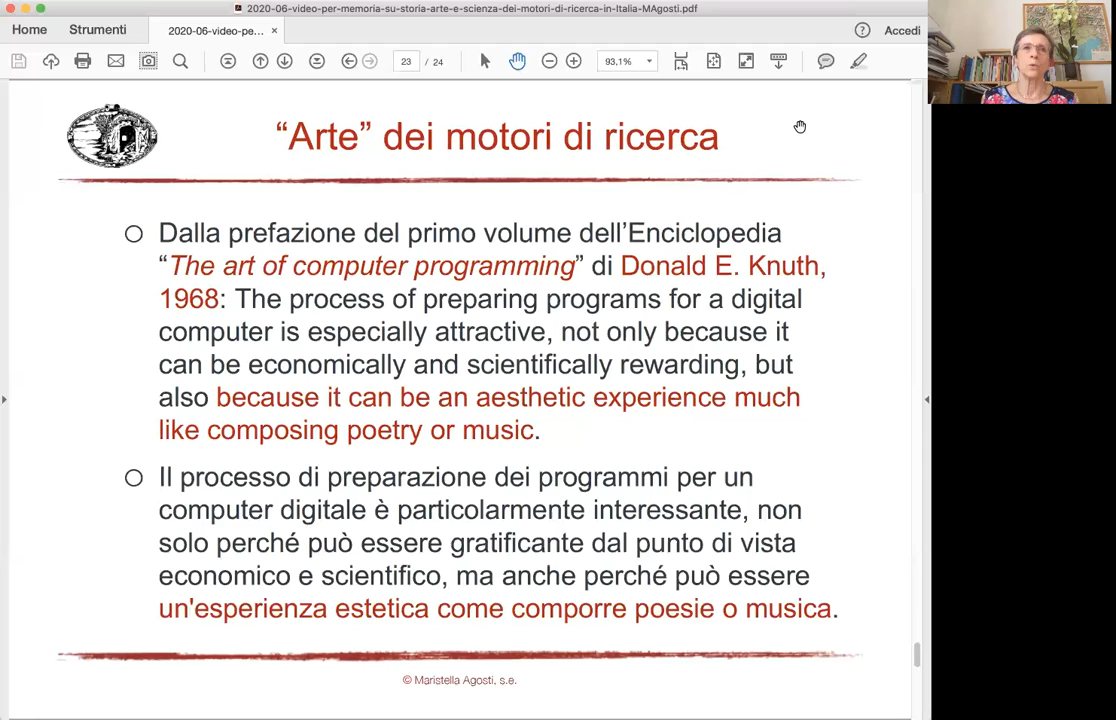 2020-06-video-per-memoria-su-storia-arte-e-scienza-dei-motori-di-ricerca-in-Italia-MAgosti.pdf
Home Strumenti 2020-06-video-pe... × Accedi
23 / 24 93,1%
“Arte” dei motori di ricerca
Dalla prefazione del primo volume dell’Enciclopedia
“The art of computer programming” di Donald E. Knuth,
1968: The process of preparing programs for a digital
computer is especially attractive, not only because it
can be economically and scientifically rewarding, but
also because it can be an aesthetic experience much
like composing poetry or music.
Il processo di preparazione dei programmi per un
computer digitale è particolarmente interessante, non
solo perché può essere gratificante dal punto di vista
economico e scientifico, ma anche perché può essere
un'esperienza estetica come comporre poesie o musica.
© Maristella Agosti, s.e.